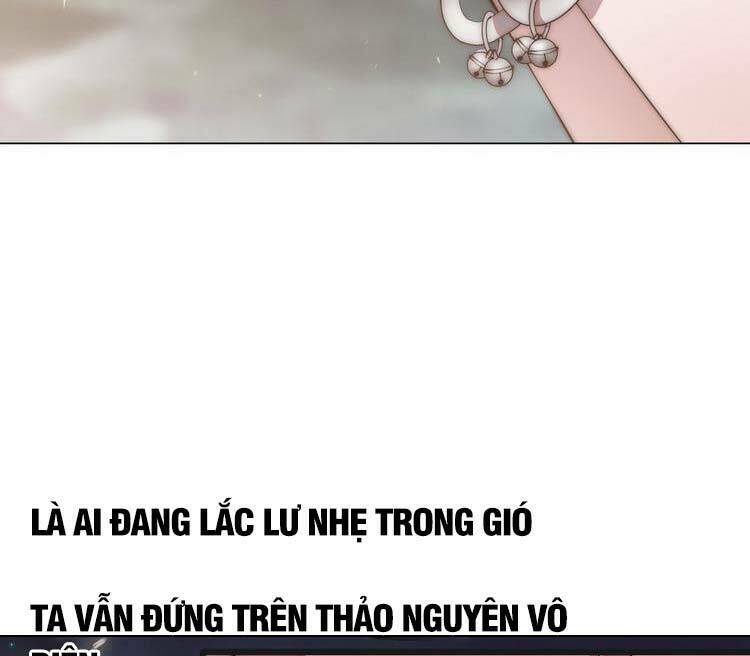 LÀ AI ĐANG LẮC LƯ NHẸ TRONG GIÓ
TA VẪN ĐỨNG TRÊN THẢO NGUYÊN VÔ